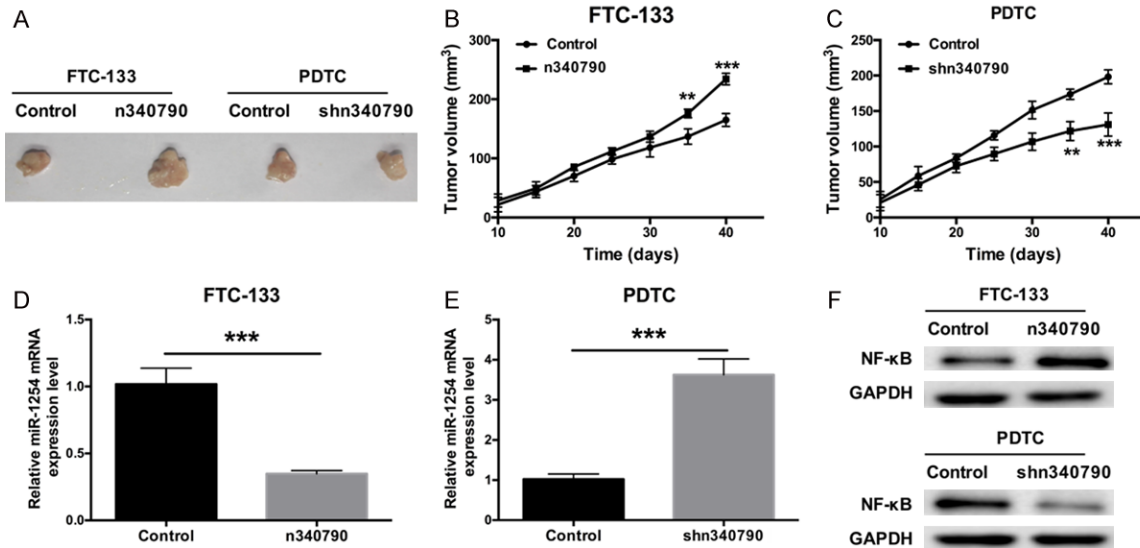 A
FTC-133 PDTC
Control n340790 Control shn340790
B
FTC-133
Tumor volume (mm³)
300
200
100
0
Control
n340790
**
***
10 20 30 40
Time (days)
C
PDTC
Tumor volume (mm³)
250
200
150
100
50
0
Control
shn340790
**
***
10 20 30 40
Time (days)
D
FTC-133
Relative miR-1254 mRNA
expression level
1.5
1.0
0.5
0.0
***
Control n340790
E
PDTC
Relative miR-1254 mRNA
expression level
5
4
3
2
1
0
***
Control shn340790
F
FTC-133
Control n340790
NF-κB
GAPDH
PDTC
Control shn340790
NF-κB
GAPDH